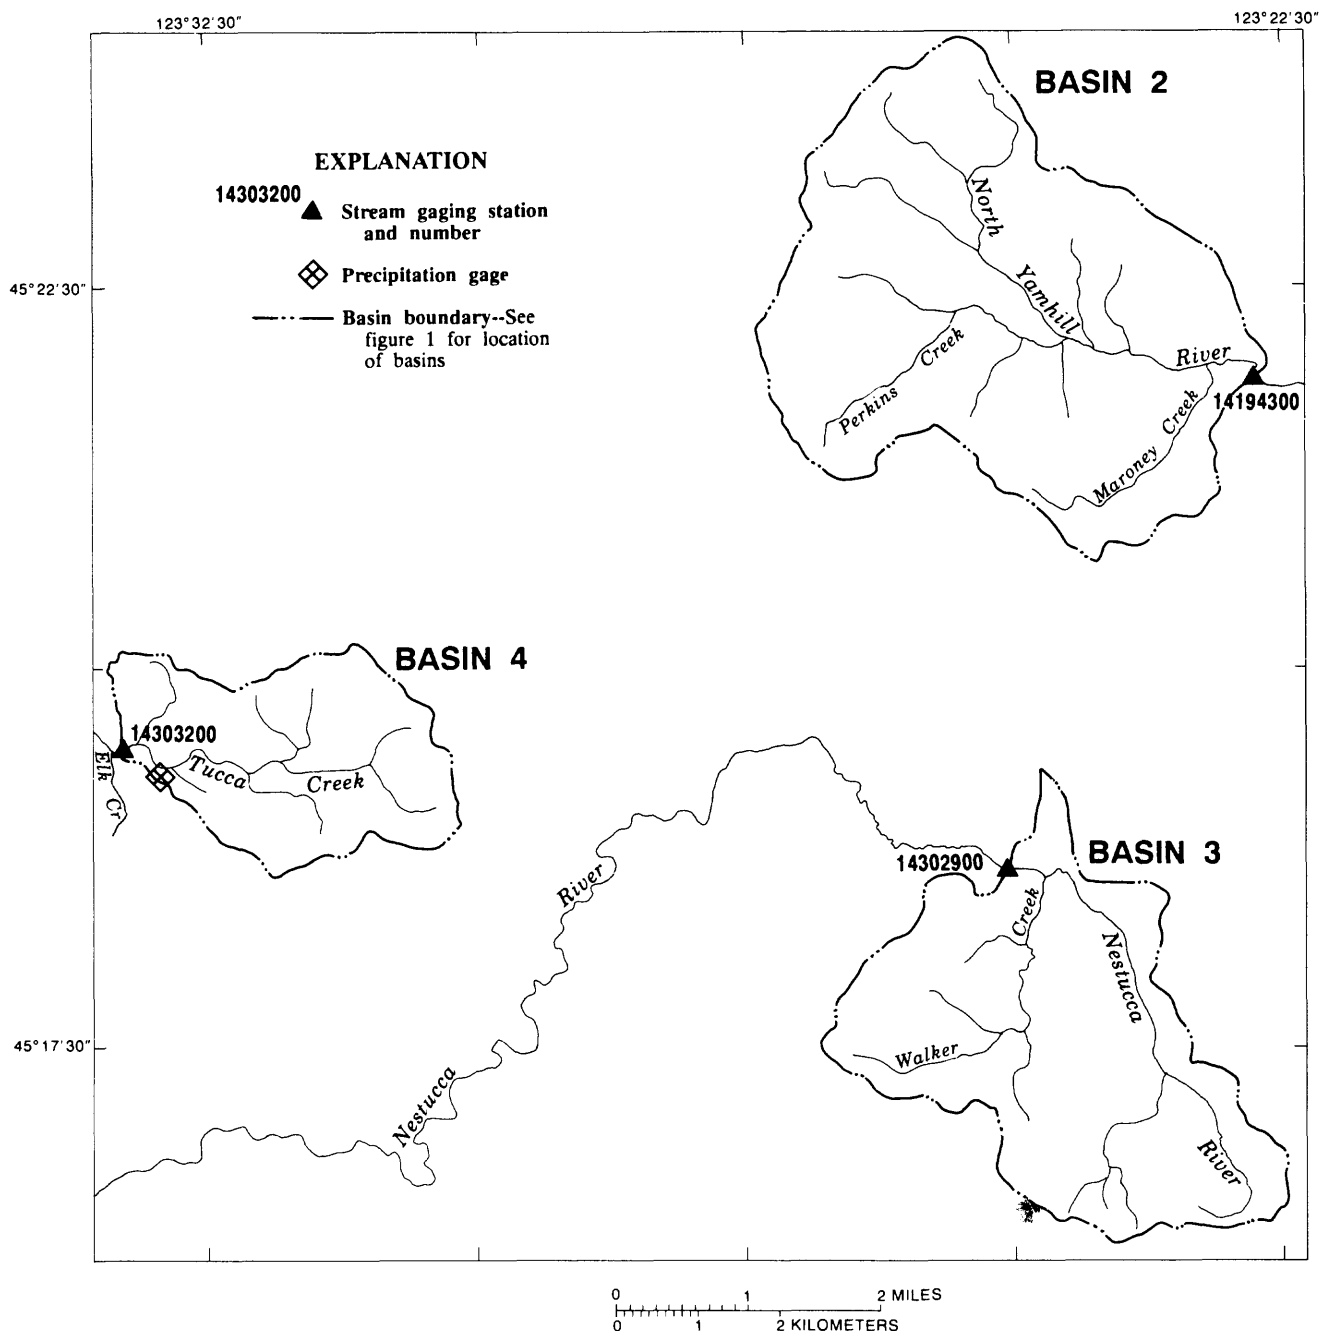 123°32'30"
123°22'30"
BASIN 2
EXPLANATION
14303200
Stream gaging station
and number
Precipitation gage
Basin boundary--See
figure 1 for location
of basins
45°22'30"
North
Yamhill
River
Perkins Creek
Maroney Creek
14194300
BASIN 4
14303200
Elk Cr
Tucca Creek
14302900
BASIN 3
Creek
Walker
Nestucca
River
River
Nestucca
45°17'30"
0 1 2 MILES
0 1 2 KILOMETERS